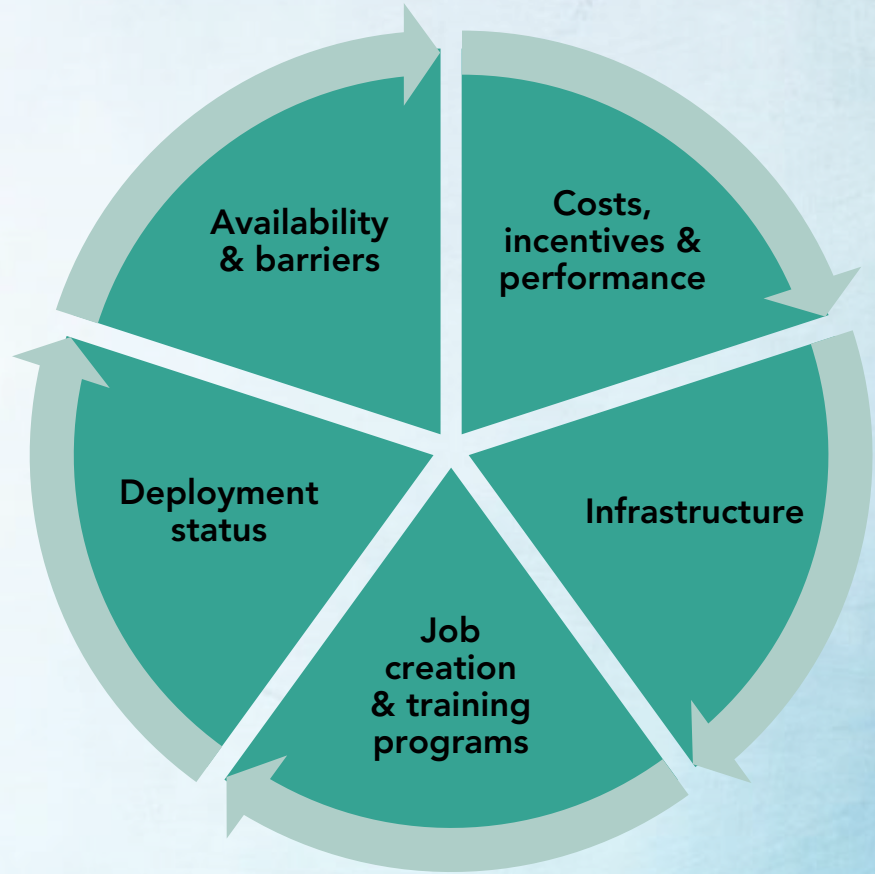 Availability
& barriers
Costs,
incentives &
performance
Deployment
status
Infrastructure
Job
creation
& training
programs